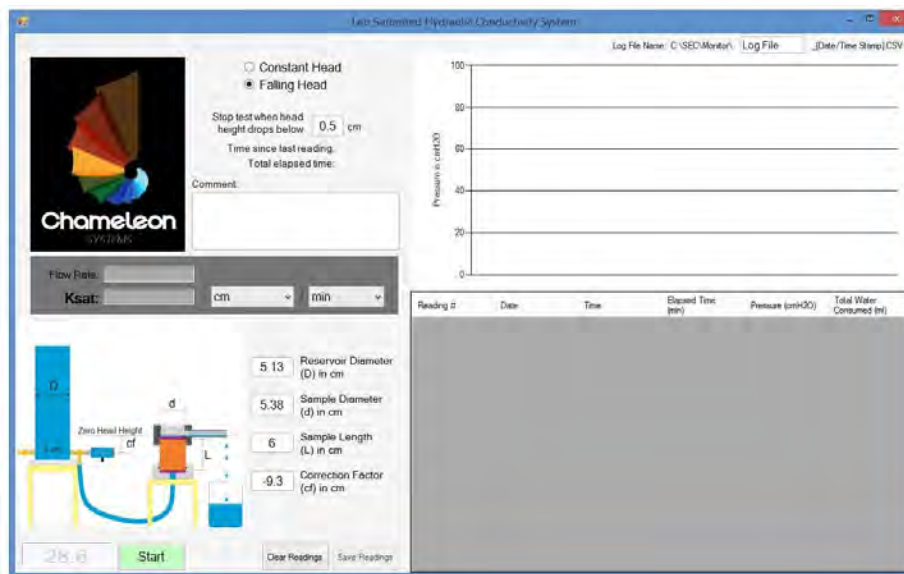 Lab Saturated Hydraulic Conductivity System
Log File Name: C:\SEC\Monitor\ Log File _[Date/Time Stamp].CSV
Constant Head
Falling Head
Stop test when head
height drops below 0.5 cm
Time since last reading:
Total elapsed time:
Comment:
Chameleon
SYSTEMS
Flow Rate:
Ksat: cm min
Pressure in cmH2O
100
80
60
40
20
0
Reading # Date Time Elapsed Time (min) Pressure (cmH2O) Total Water Consumed (ml)
D
d
Zero Head Height
cf
L
5.13 Reservoir Diameter
(D) in cm
5.38 Sample Diameter
(d) in cm
6 Sample Length
(L) in cm
-9.3 Correction Factor
(cf) in cm
28.6 Start Clear Readings Save Readings